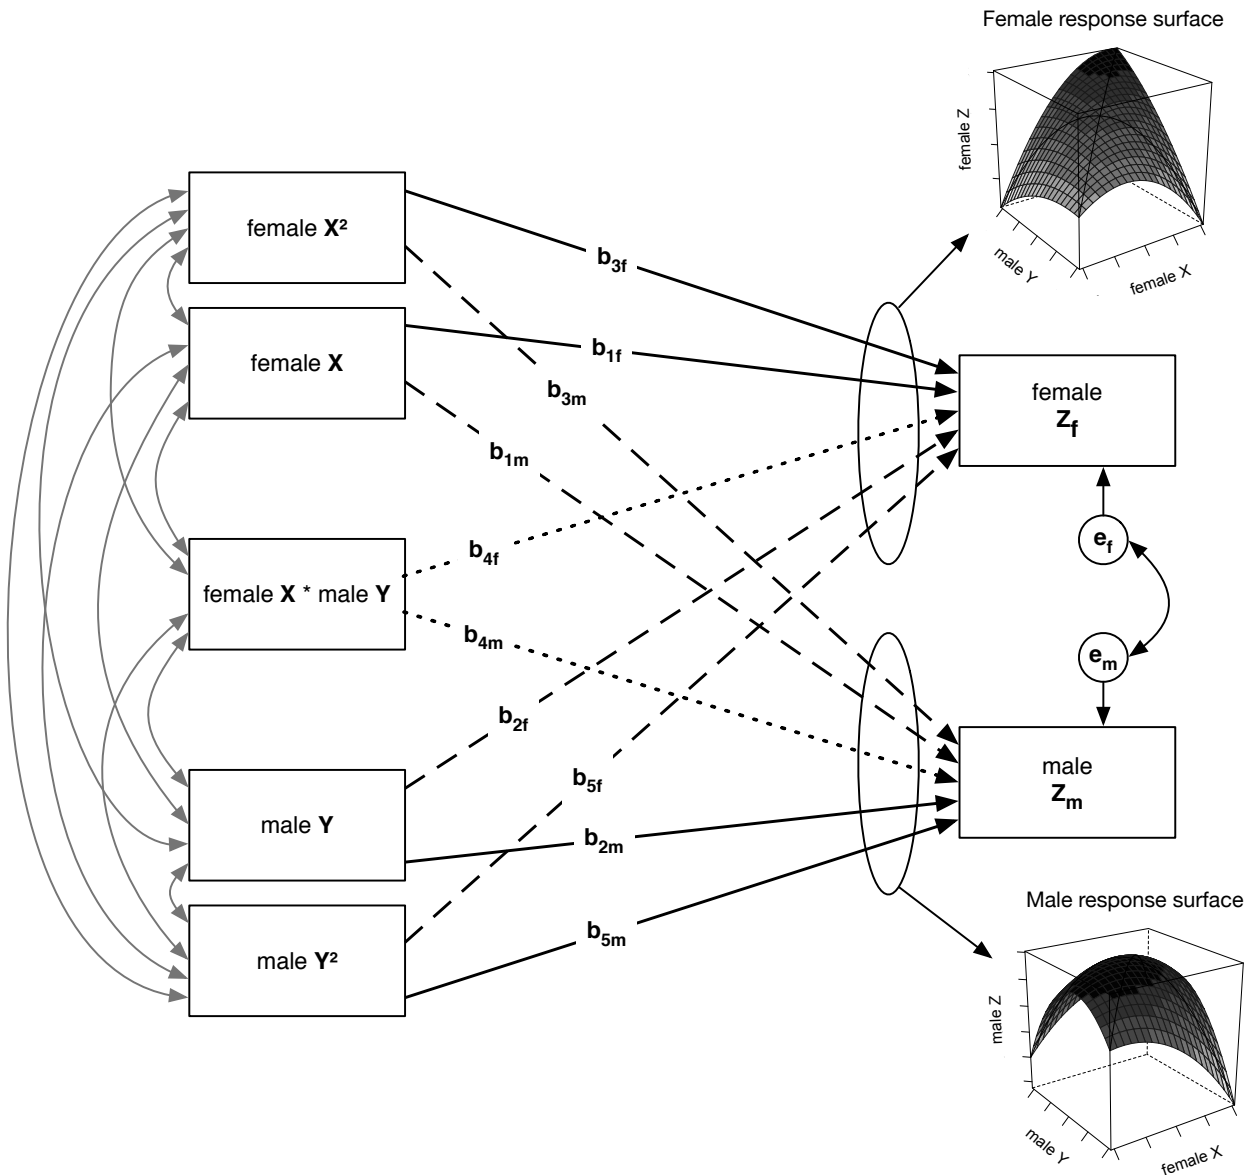 Female response surface
female Z
male Y
female X
female X²
b3f
female X
b1f
b3m
b1m
female Zf
ef
b4f
female X * male Y
b4m
em
b2f
male Y
b5f
b2m
male Zm
male Y²
b5m
Male response surface
male Z
male Y
female X